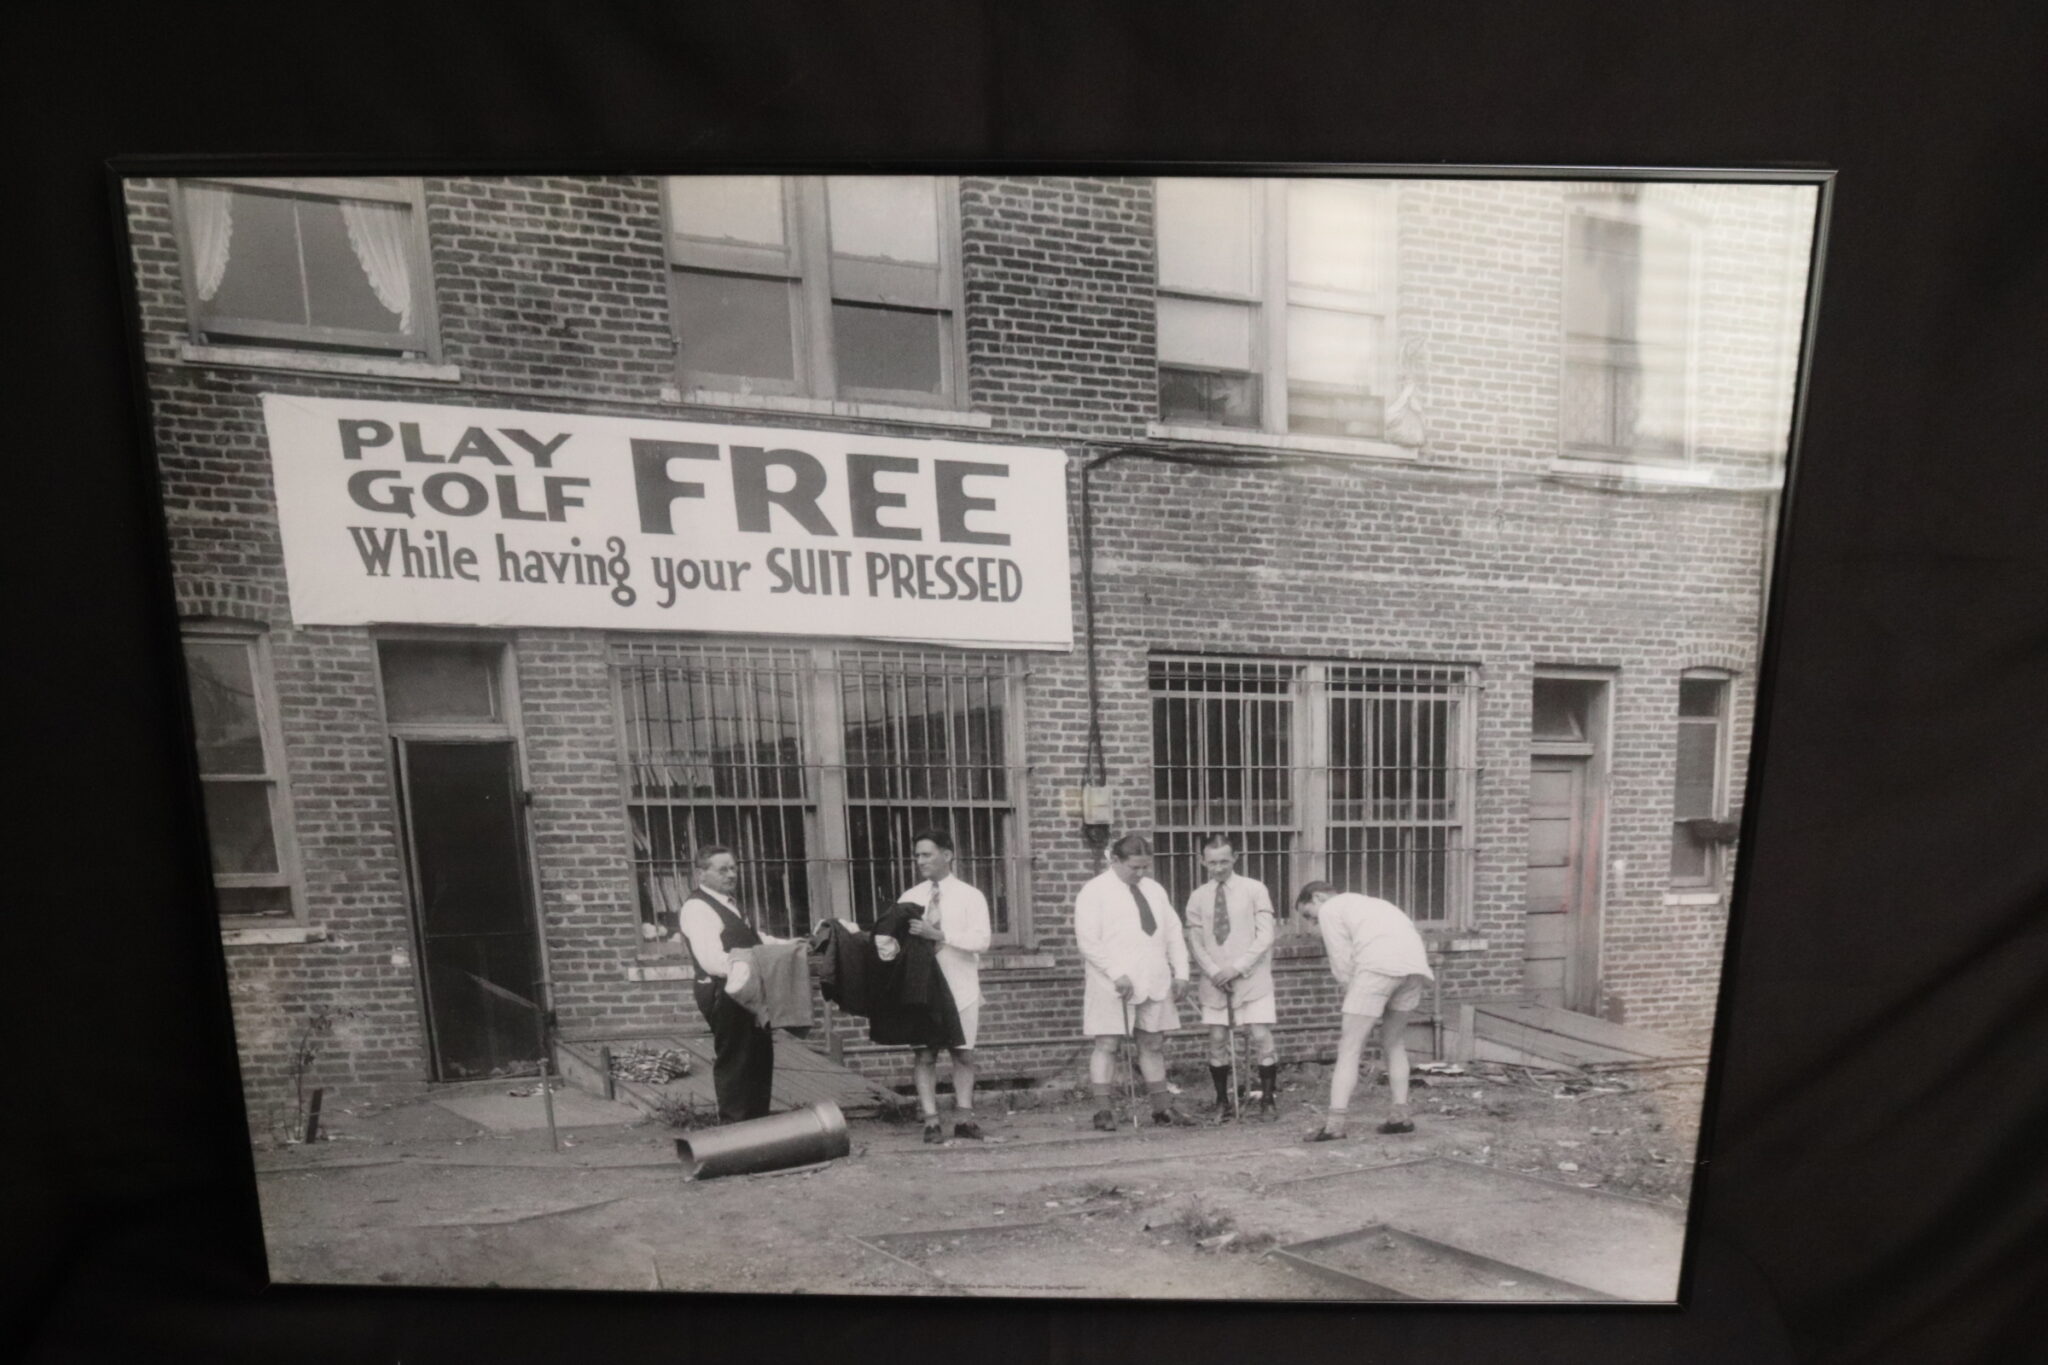 PLAY
GOLF FREE
While having your SUIT PRESSED